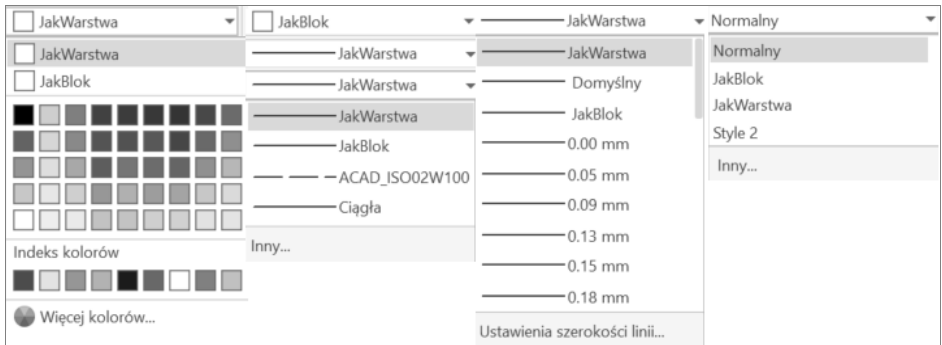 JakWarstwa
JakWarstwa
JakBlok
Indeks kolorów
Więcej kolorów...
JakBlok
JakWarstwa
JakWarstwa
JakWarstwa
JakBlok
ACAD_ISO02W100
Ciągła
Inny...
JakWarstwa
JakWarstwa
Domyślny
JakBlok
0.00 mm
0.05 mm
0.09 mm
0.13 mm
0.15 mm
0.18 mm
Ustawienia szerokości linii...
Normalny
Normalny
JakBlok
JakWarstwa
Style 2
Inny...